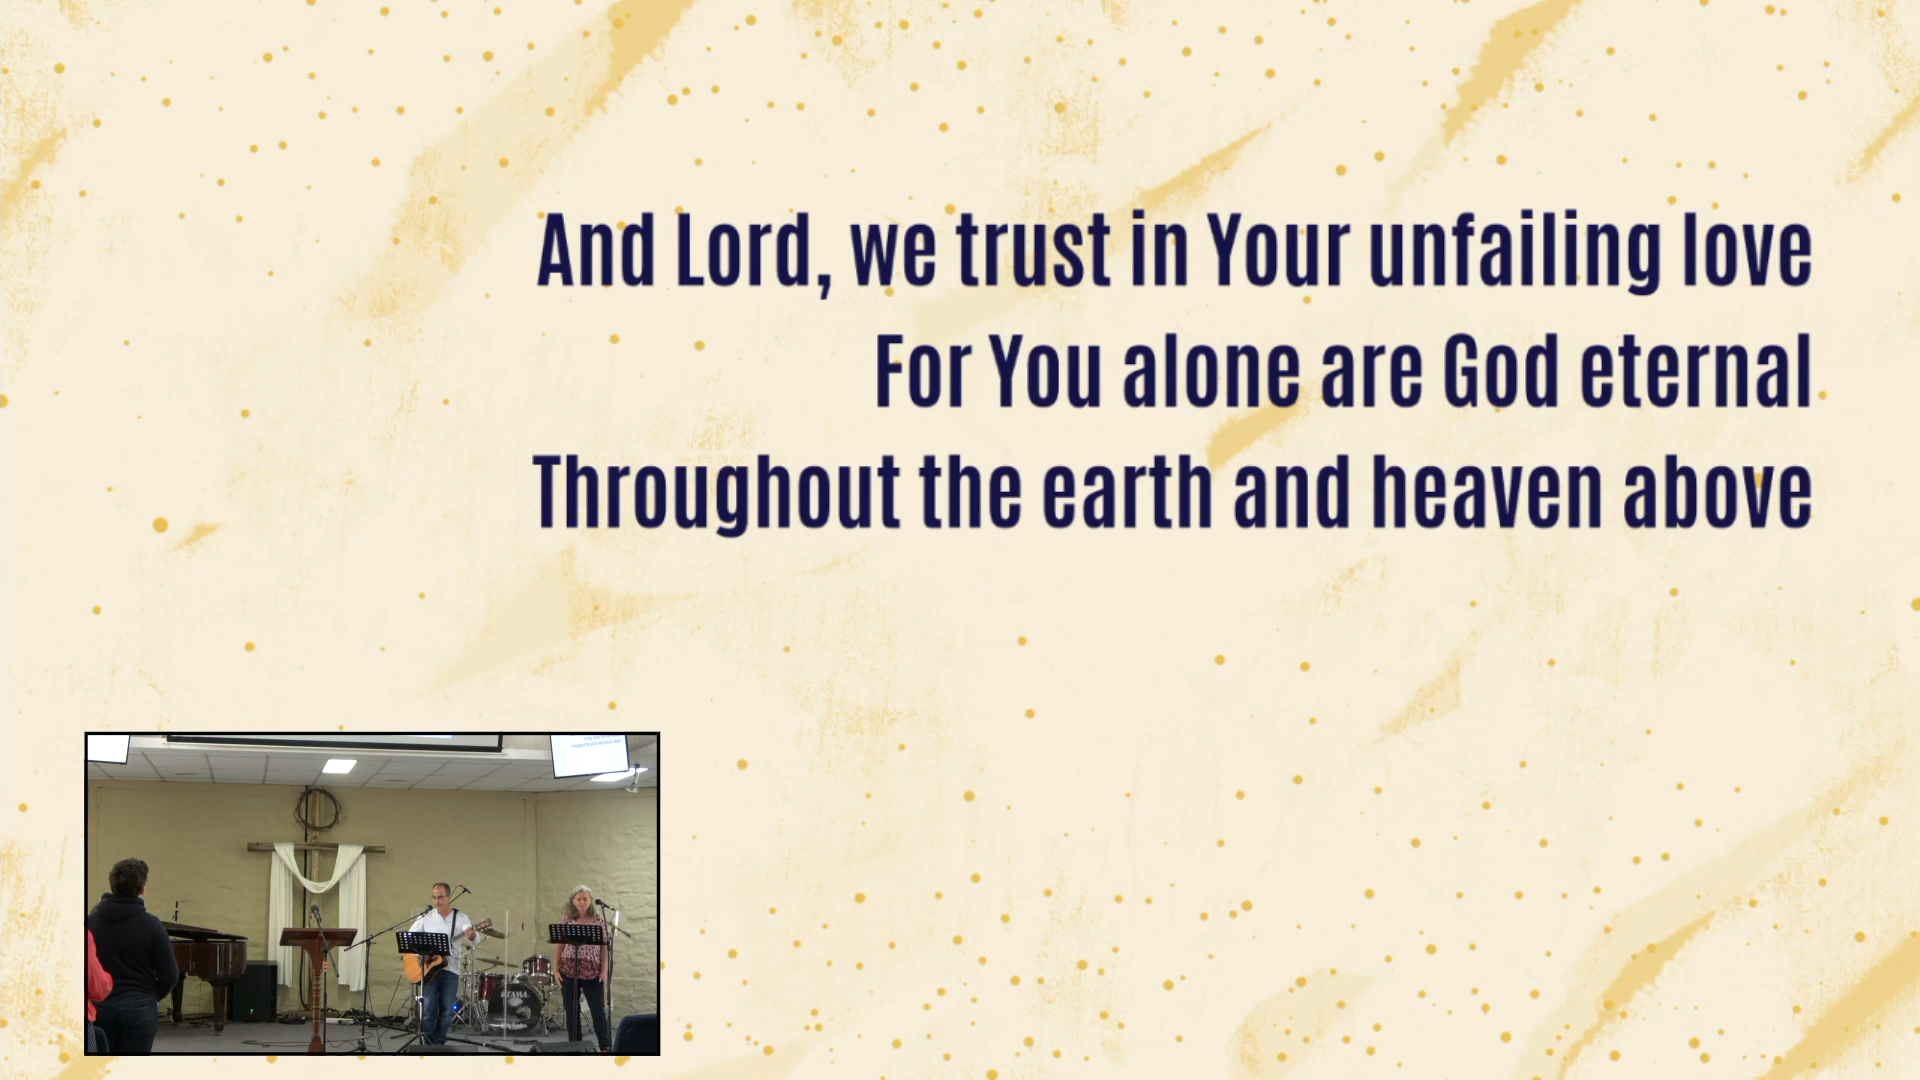 And Lord, we trust in Your unfailing love
For You alone are God eternal
Throughout the earth and heaven above
TAMA